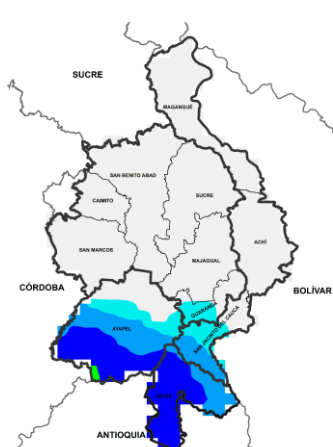 SUCRE
MAGANGUÉ
SAN BENITO ABAD
SUCRE
CAIMITO
ACHÍ
SAN MARCOS
MAJAGUAL
CÓRDOBA
BOLÍVAR
GUARANDA
SAN JACINTO DEL CAUCA
AYAPEL
ANTIOQUIA